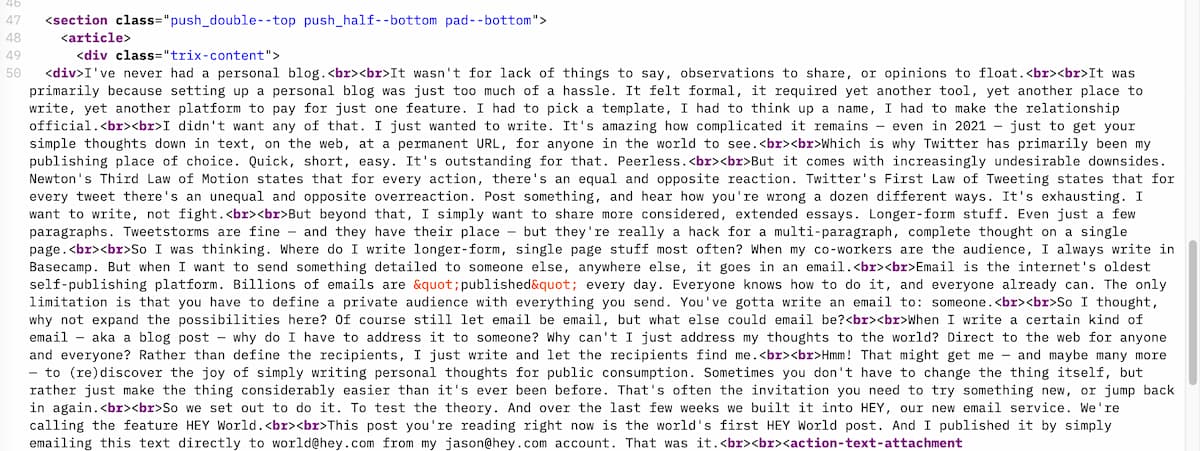 46
47 <section class="push_double--top push_half--bottom pad--bottom">
48 <article>
49 <div class="trix-content">
50 <div>I've never had a personal blog.<br><br>It wasn't for lack of things to say, observations to share, or opinions to float.<br><br>It was
primarily because setting up a personal blog was just too much of a hassle. It felt formal, it required yet another tool, yet another place to
write, yet another platform to pay for just one feature. I had to pick a template, I had to think up a name, I had to make the relationship
official.<br><br>I didn't want any of that. I just wanted to write. It's amazing how complicated it remains — even in 2021 — just to get your
simple thoughts down in text, on the web, at a permanent URL, for anyone in the world to see.<br><br>Which is why Twitter has primarily been my
publishing place of choice. Quick, short, easy. It's outstanding for that. Peerless.<br><br>But it comes with increasingly undesirable downsides.
Newton's Third Law of Motion states that for every action, there's an equal and opposite reaction. Twitter's First Law of Tweeting states that for
every tweet there's an unequal and opposite overreaction. Post something, and hear how you're wrong a dozen different ways. It's exhausting. I
want to write, not fight.<br><br>But beyond that, I simply want to share more considered, extended essays. Longer-form stuff. Even just a few
paragraphs. Tweetstorms are fine — and they have their place — but they're really a hack for a multi-paragraph, complete thought on a single
page.<br><br>So I was thinking. Where do I write longer-form, single page stuff most often? When my co-workers are the audience, I always write in
Basecamp. But when I want to send something detailed to someone else, anywhere else, it goes in an email.<br><br>Email is the internet's oldest
self-publishing platform. Billions of emails are &quot;published&quot; every day. Everyone knows how to do it, and everyone already can. The only
limitation is that you have to define a private audience with everything you send. You've gotta write an email to: someone.<br><br>So I thought,
why not expand the possibilities here? Of course still let email be email, but what else could email be?<br><br>When I write a certain kind of
email — aka a blog post — why do I have to address it to someone? Why can't I just address my thoughts to the world? Direct to the web for anyone
and everyone? Rather than define the recipients, I just write and let the recipients find me.<br><br>Hmm! That might get me — and maybe many more
— to (re)discover the joy of simply writing personal thoughts for public consumption. Sometimes you don't have to change the thing itself, but
rather just make the thing considerably easier than it's ever been before. That's often the invitation you need to try something new, or jump back
in again.<br><br>So we set out to do it. To test the theory. And over the last few weeks we built it into HEY, our new email service. We're
calling the feature HEY World.<br><br>This post you're reading right now is the world's first HEY World post. And I published it by simply
emailing this text directly to world@hey.com from my jason@hey.com account. That was it.<br><br><action-text-attachment